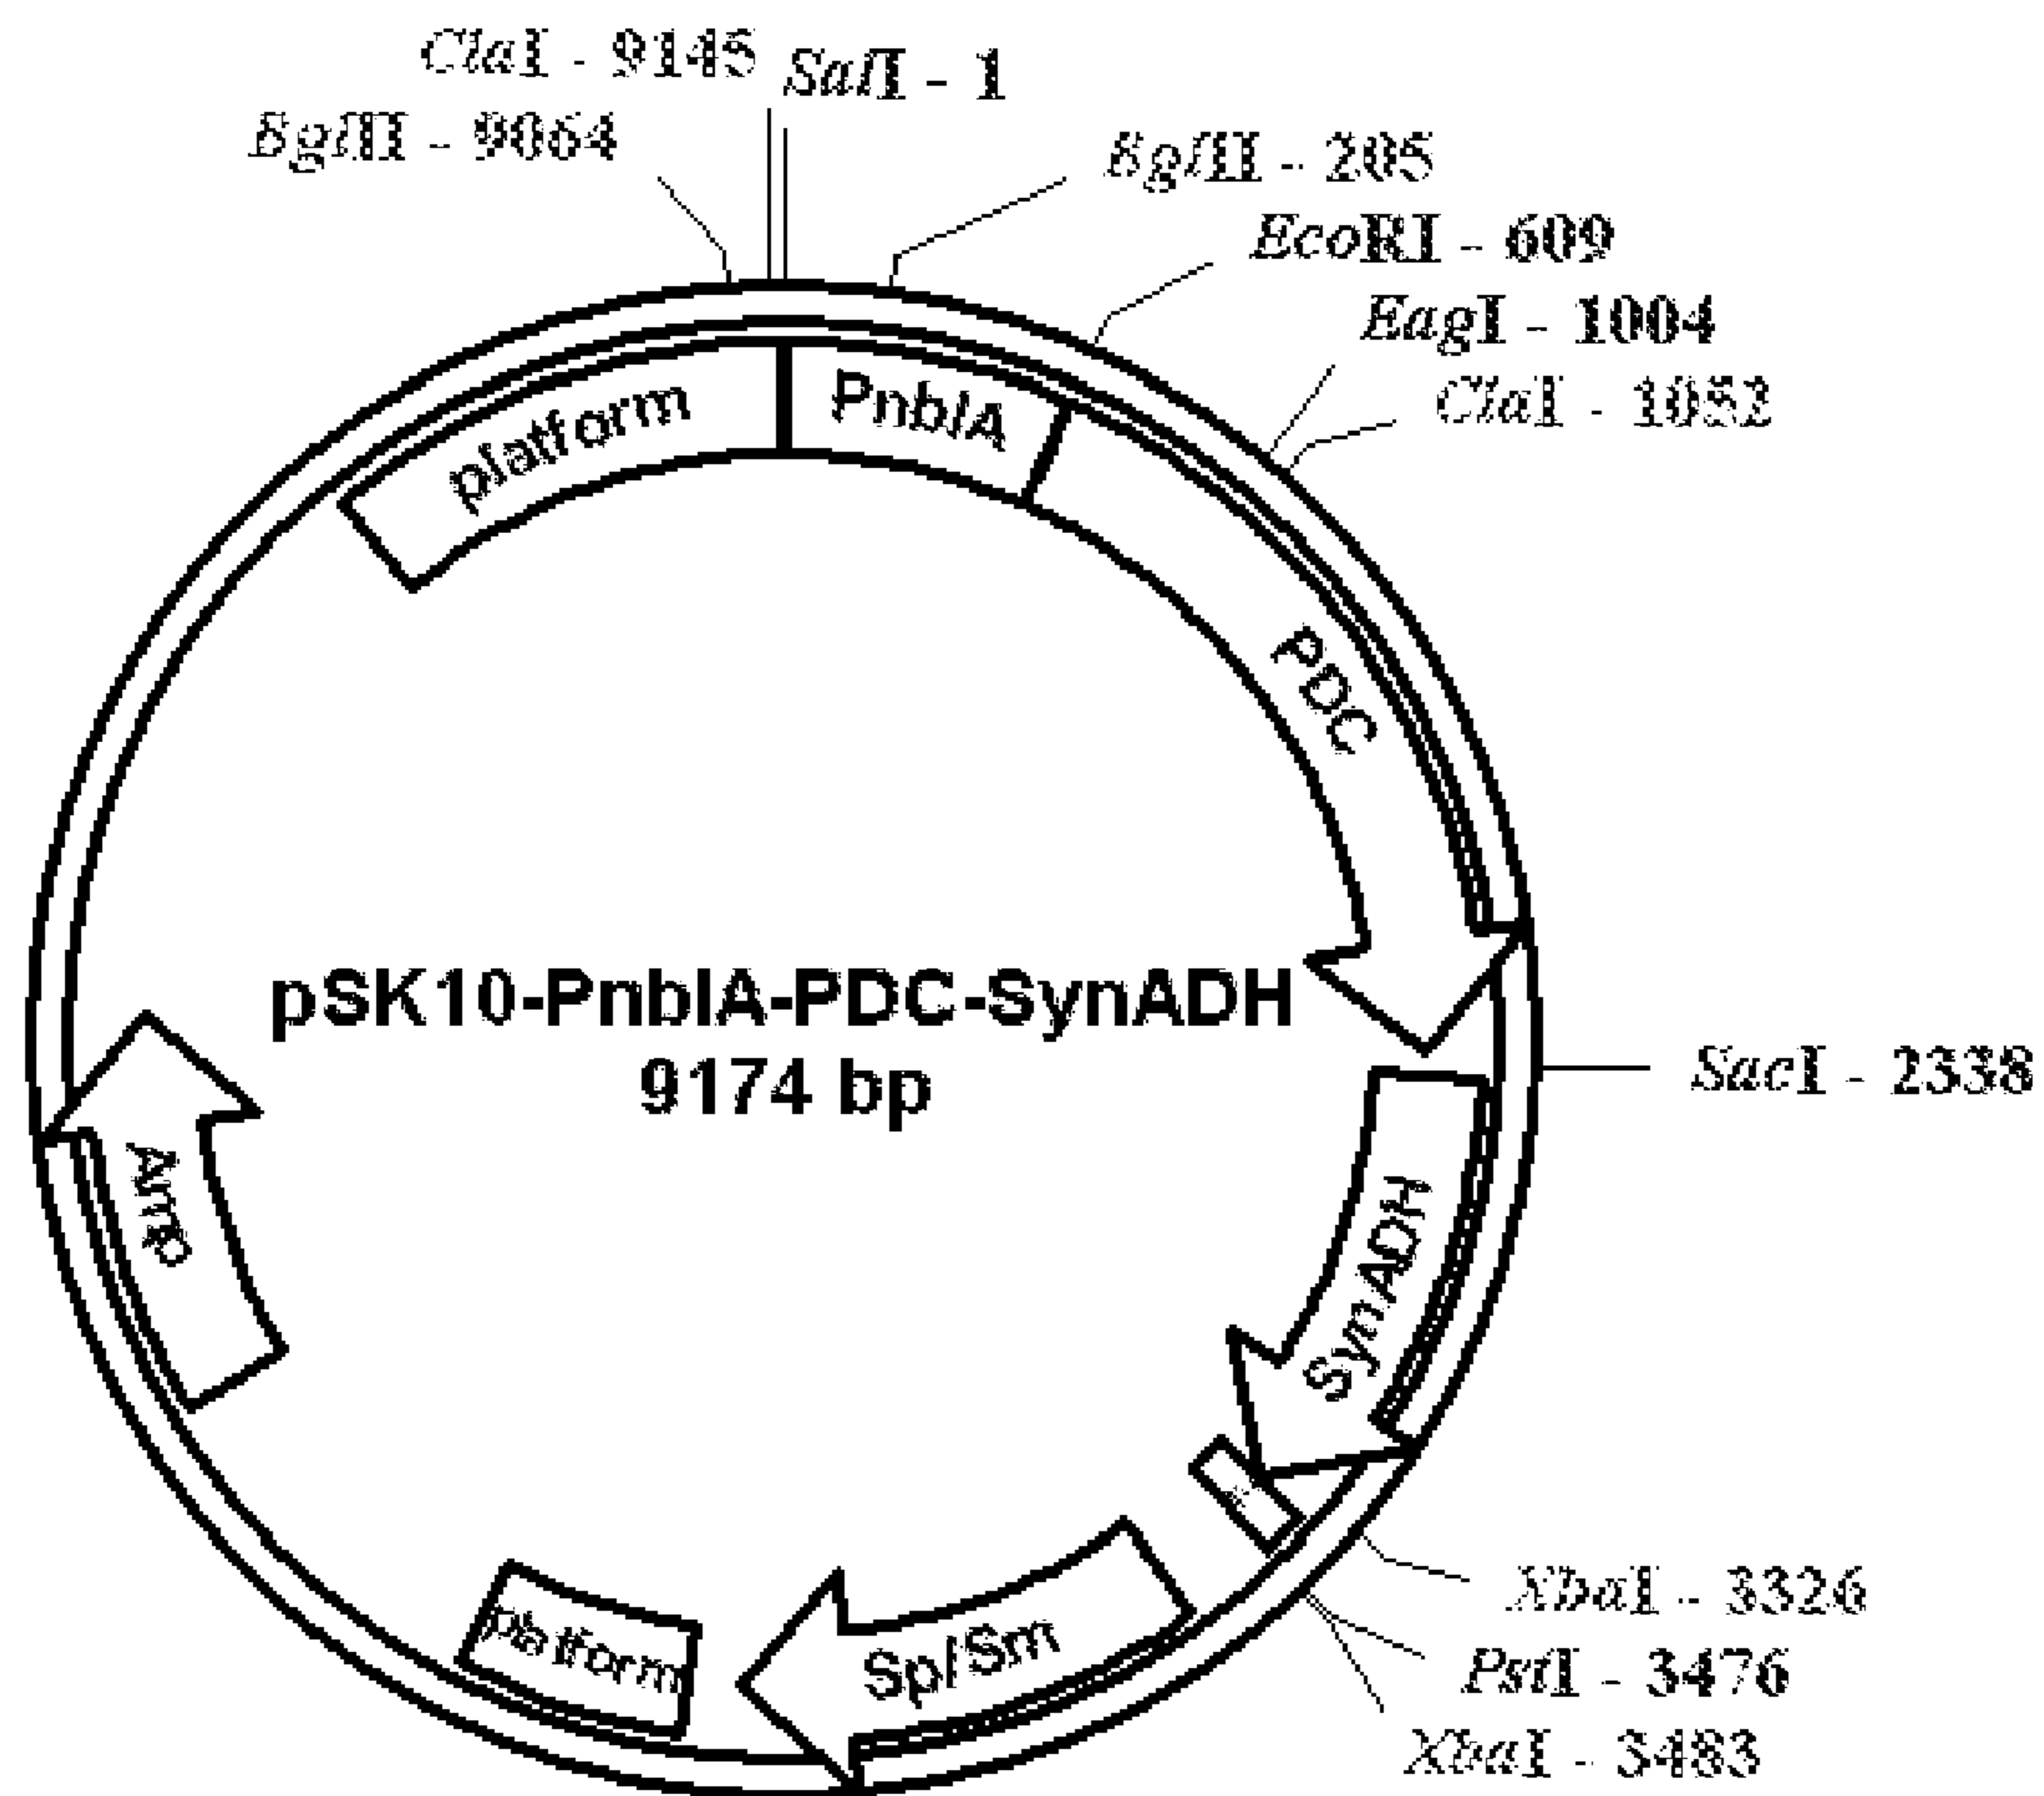 ClaI - 9145
SalI - 1
BglII - 9064
BglII - 205
EcoRI - 609
EagI - 1004
ClaI - 1082
platform
PnblA
PDC
pSK10-PnblA-PDC-SynADH
9174 bp
SacI - 2338
Amp
SynADH
XbaI - 3326
platform
Sp/Sm
PstI - 3476
XbaI - 3483